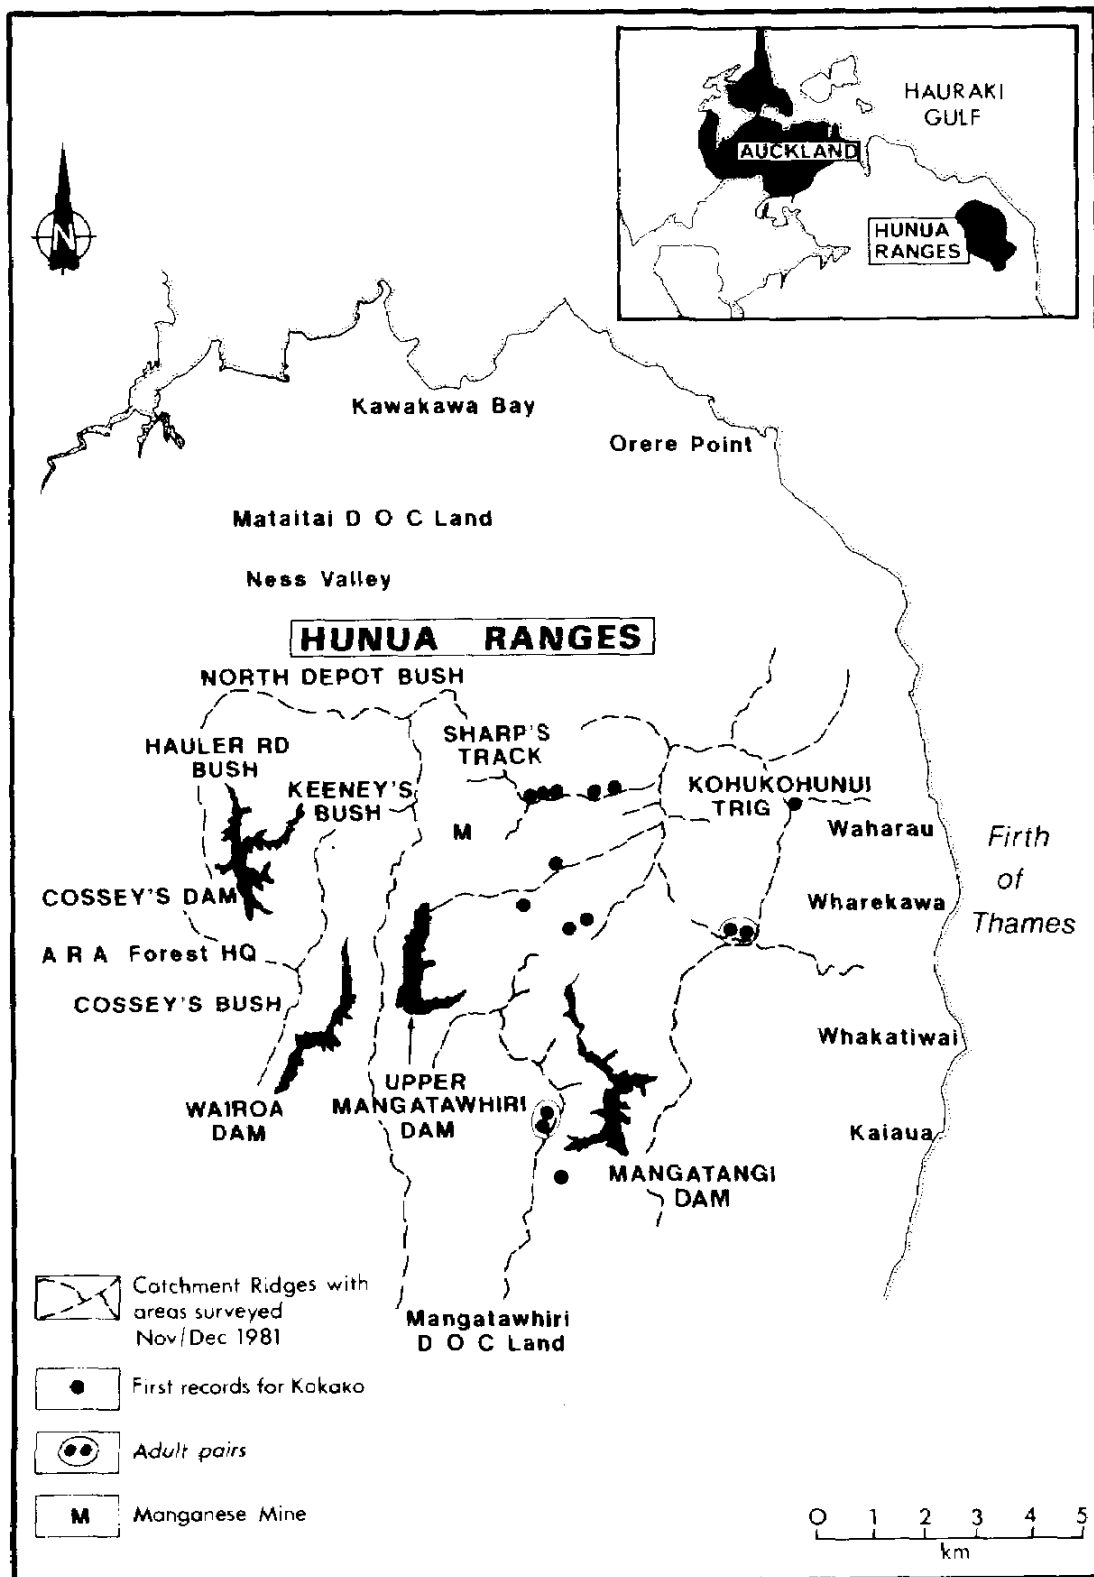 HAURAKI
GULF
AUCKLAND
HUNUA
RANGES
N
Kawakawa Bay
Orere Point
Mataitai D O C Land
Ness Valley
HUNUA RANGES
NORTH DEPOT BUSH
HAULER RD
BUSH
SHARP'S
TRACK
KEENEY'S
BUSH
KOHUKOHUNUI
TRIG
M
Waharau
Firth
of
Thames
COSSEY'S DAM
Wharekawa
A R A Forest HQ
COSSEY'S BUSH
Whakatiwai
UPPER
MANGATAWHIRI
DAM
WAIROA
DAM
Kaiaua
MANGATANGI
DAM
Mangatawhiri
D O C Land
Catchment Ridges with
areas surveyed
Nov/Dec 1981
First records for Kokako
Adult pairs
M Manganese Mine
0 1 2 3 4 5
km